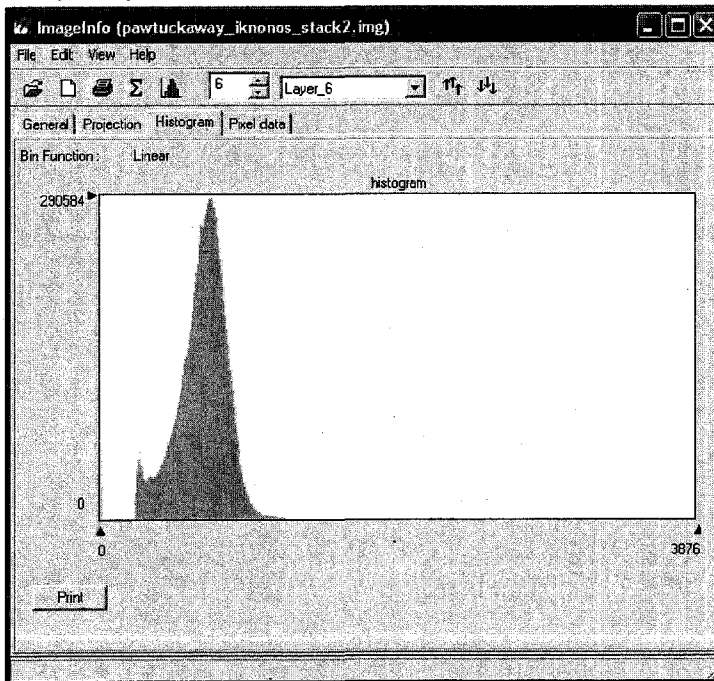 ImageInfo (pawtuckaway_iknonos_stack2.img)
File Edit View Help
6 Layer_6
General Projection Histogram Pixel data
Bin Function: Linear
histogram
290584
0
0 3876
Print